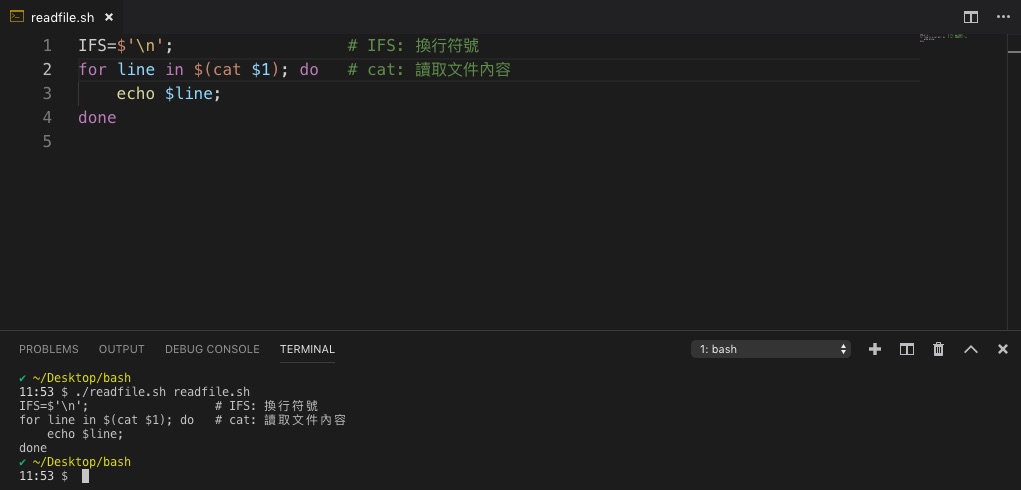 readfile.sh ×
1 IFS=$'\n';                  # IFS: 換行符號
2 for line in $(cat $1); do   # cat: 讀取文件內容
3     echo $line;
4 done
5
PROBLEMS OUTPUT DEBUG CONSOLE TERMINAL 1: bash
✔ ~/Desktop/bash
11:53 $ ./readfile.sh readfile.sh
IFS=$'\n';                  # IFS: 換行符號
for line in $(cat $1); do   # cat: 讀取文件內容
    echo $line;
done
✔ ~/Desktop/bash
11:53 $